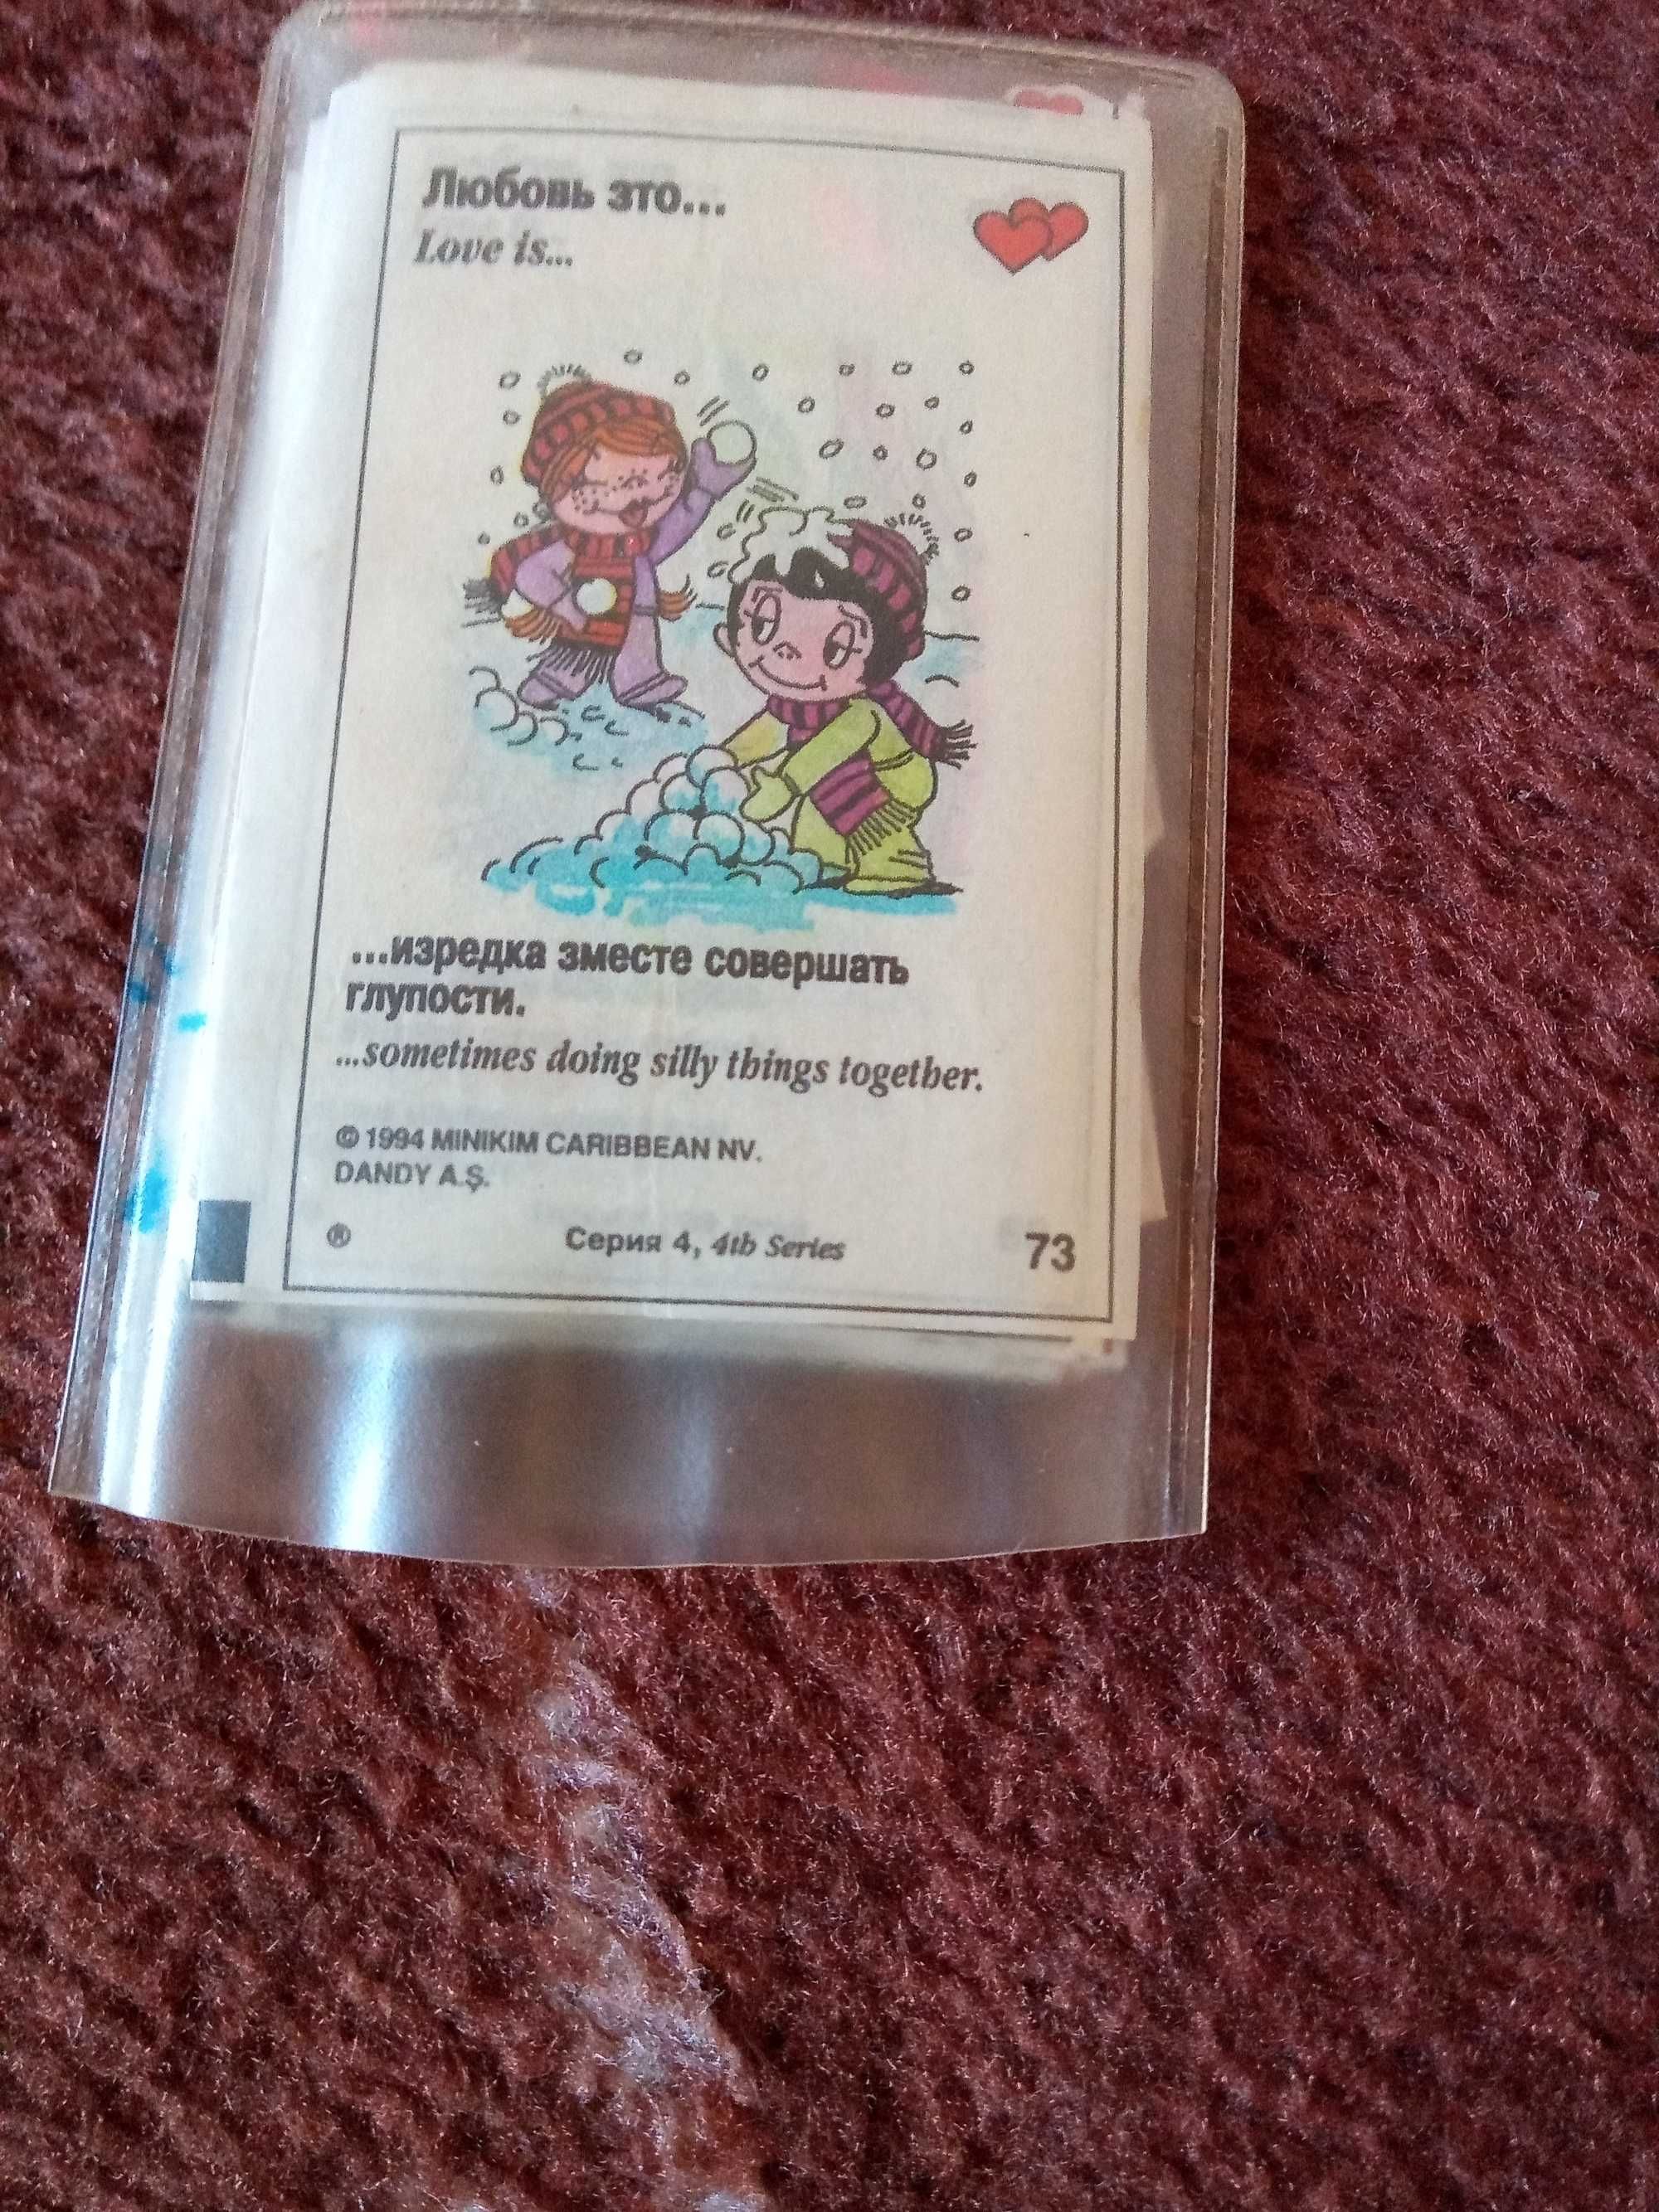 Любовь это...
Love is...
...изредка зместе совершать
глупости.
...sometimes doing silly things together.
© 1994 MINIKIM CARIBBEAN NV.
DANDY A.Ş.
® Серия 4, 4th Series 73